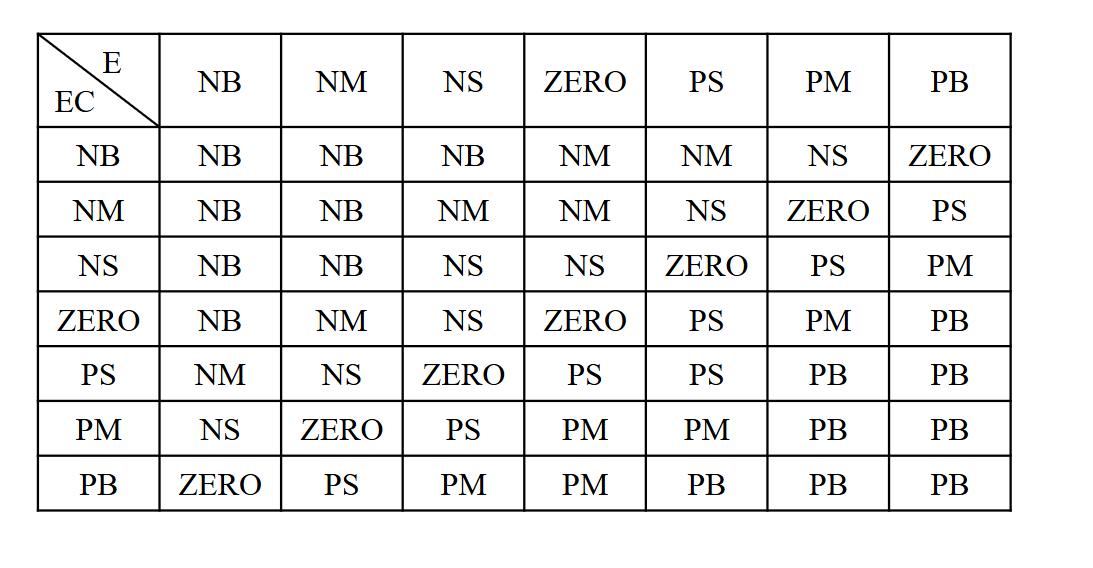 E
EC
NB NM NS ZERO PS PM PB
NB NB NB NB NM NM NS ZERO
NM NB NB NM NM NS ZERO PS
NS NB NB NS NS ZERO PS PM
ZERO NB NM NS ZERO PS PM PB
PS NM NS ZERO PS PS PB PB
PM NS ZERO PS PM PM PB PB
PB ZERO PS PM PM PB PB PB